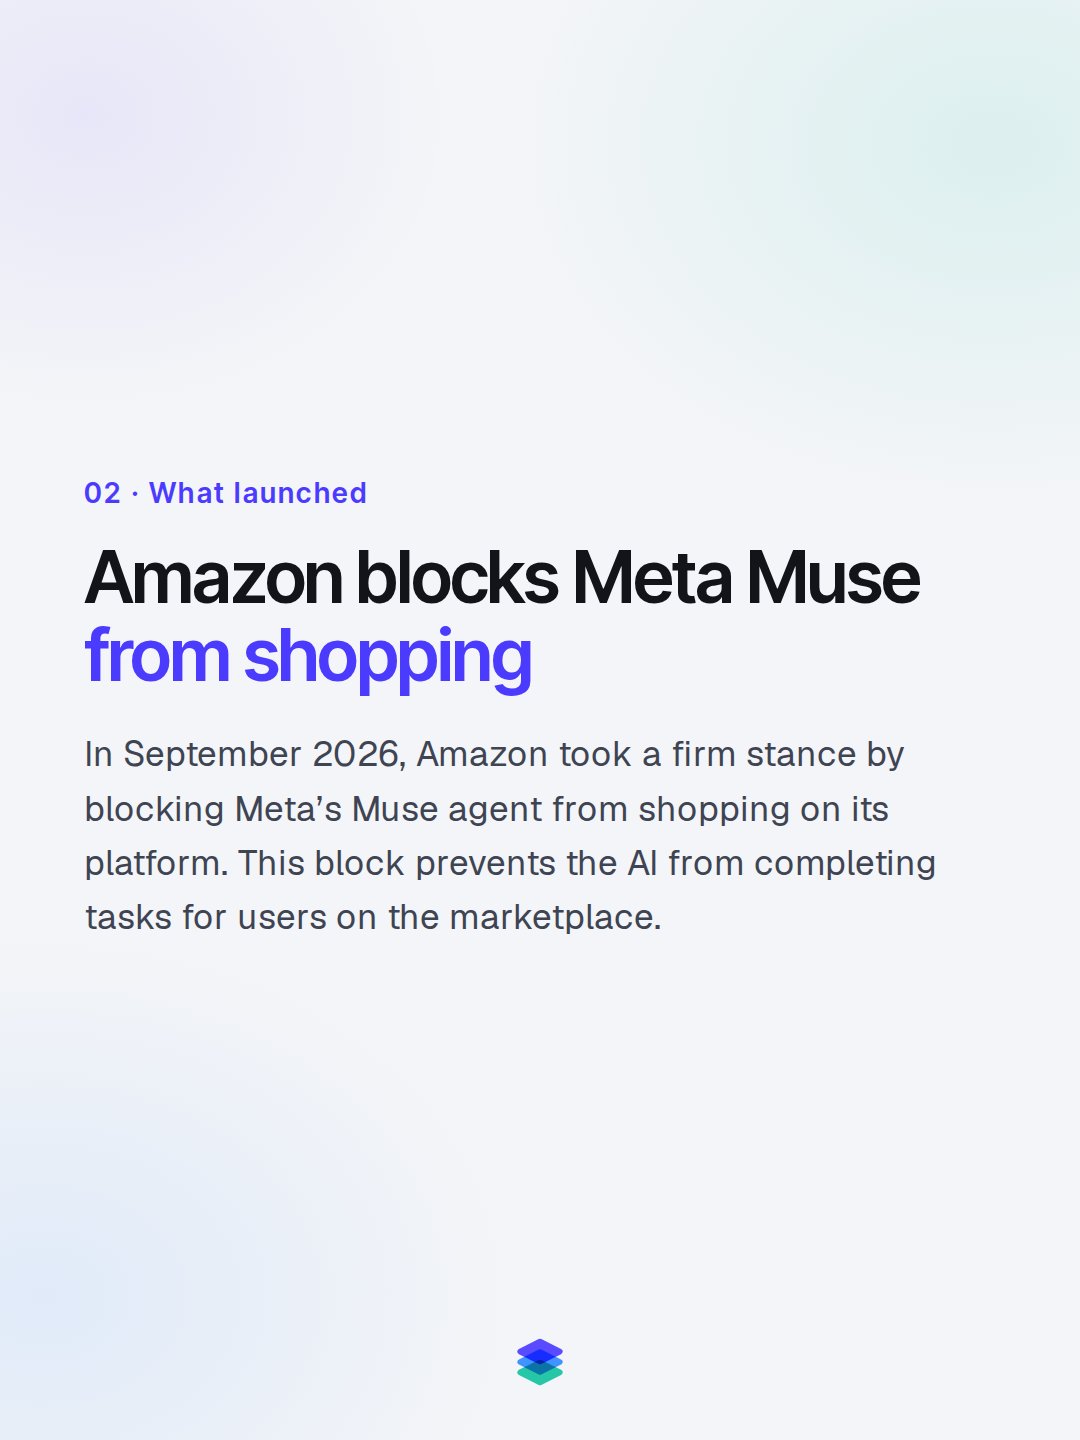 02 · What launched
Amazon blocks Meta Muse
from shopping
In September 2026, Amazon took a firm stance by
blocking Meta’s Muse agent from shopping on its
platform. This block prevents the AI from completing
tasks for users on the marketplace.